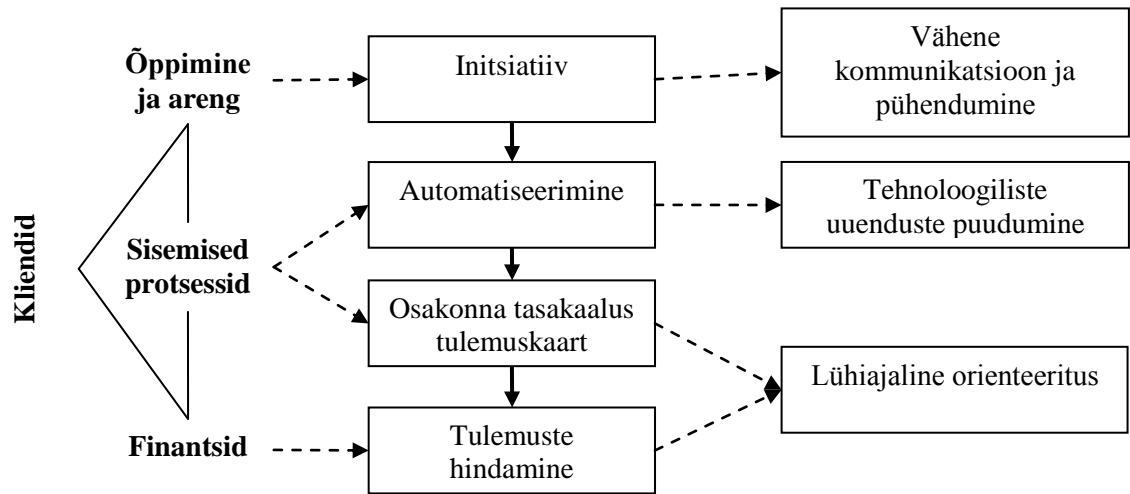 Kliendid
Õppimine
ja areng
Sisemised
protsessid
Finantsid
Initsiatiiv
Automatiseerimine
Osakonna tasakaalus
tulemuskaart
Tulemuste
hindamine
Vähene
kommunikatsioon ja
pühendumine
Tehnoloogiliste
uuenduste puudumine
Lühiajaline orienteeritus